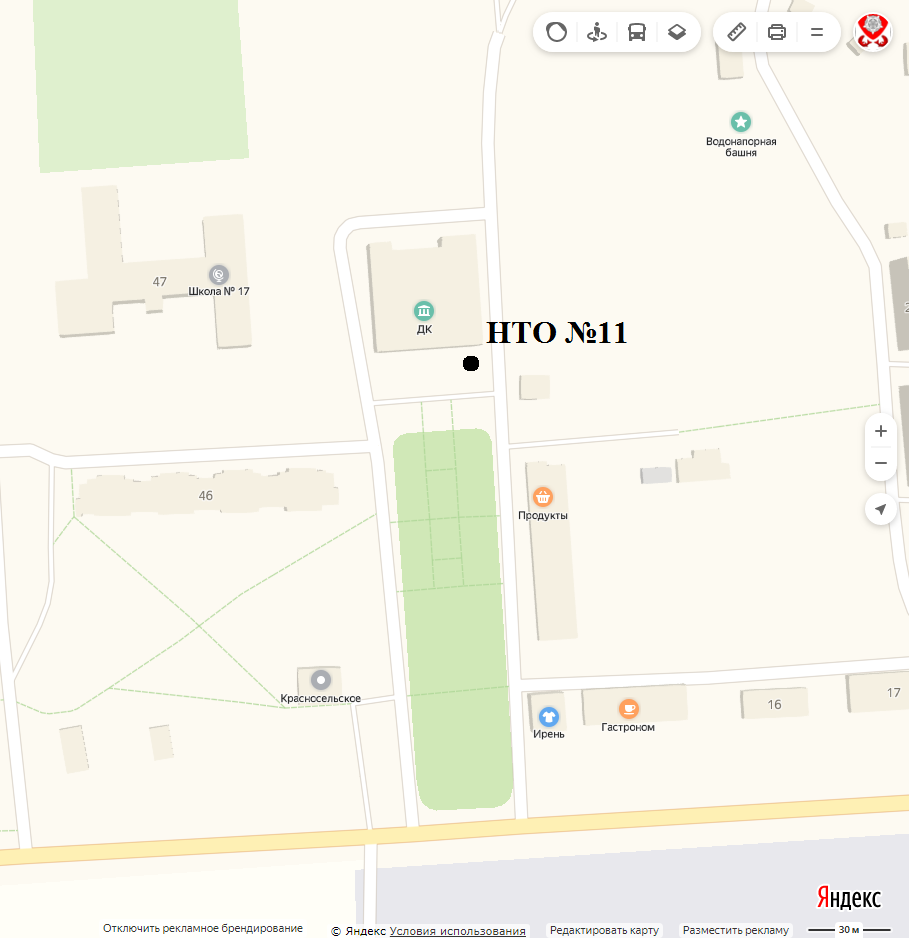 Водонапорная
башня
47
Школа № 17
ДК
НТО №11
46
Продукты
Красносельское
Ирень
Гастроном
16
17
Яндекс
Отключить рекламное брендирование
© Яндекс Условия использования
Редактировать карту
Разместить рекламу
30 м